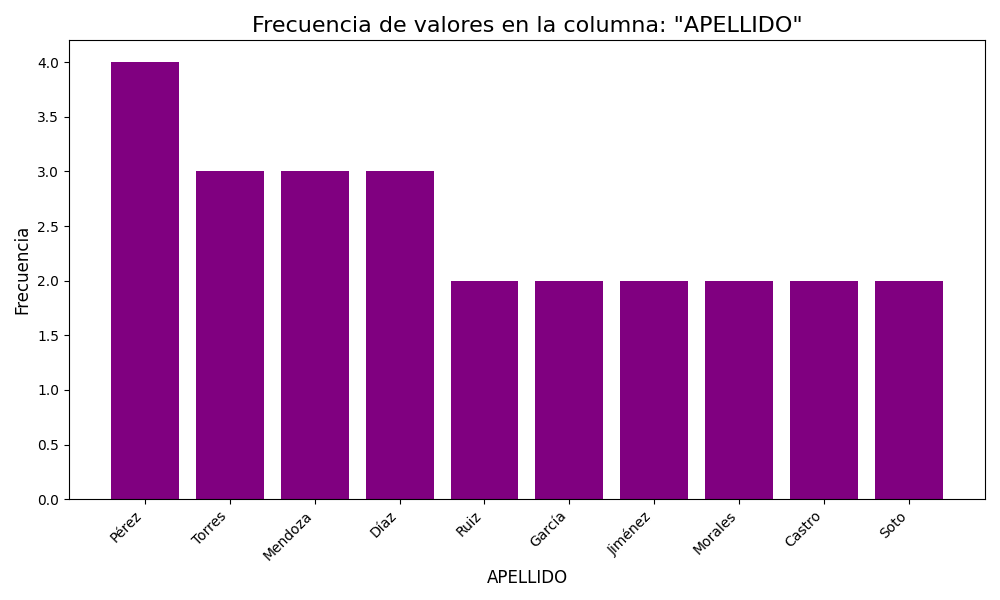 Frecuencia de valores en la columna: "APELLIDO"
Frecuencia
4.0
3.5
3.0
2.5
2.0
1.5
1.0
0.5
0.0
Pérez
Torres
Mendoza
Díaz
Ruiz
García
Jiménez
Morales
Castro
Soto
APELLIDO